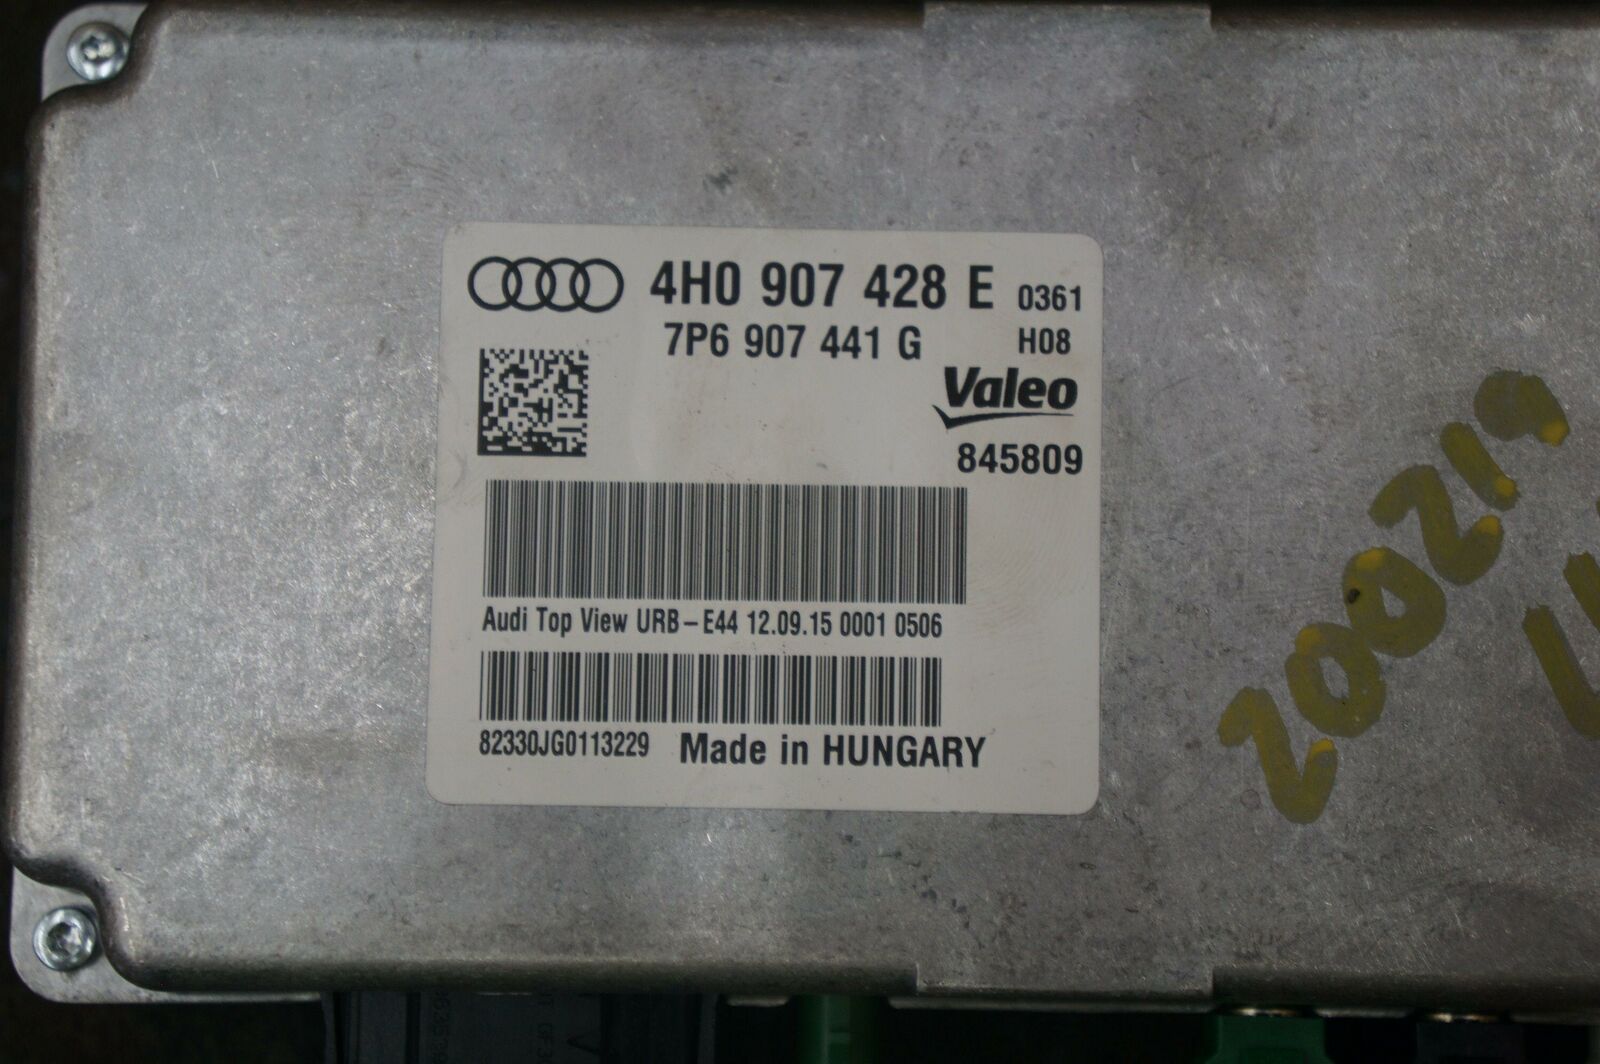 4H0 907 428 E 0361
7P6 907 441 G H08
Valeo
845809
Audi Top View URB-E44 12.09.15 0001 0506
82330JG0113229 Made in HUNGARY
200219